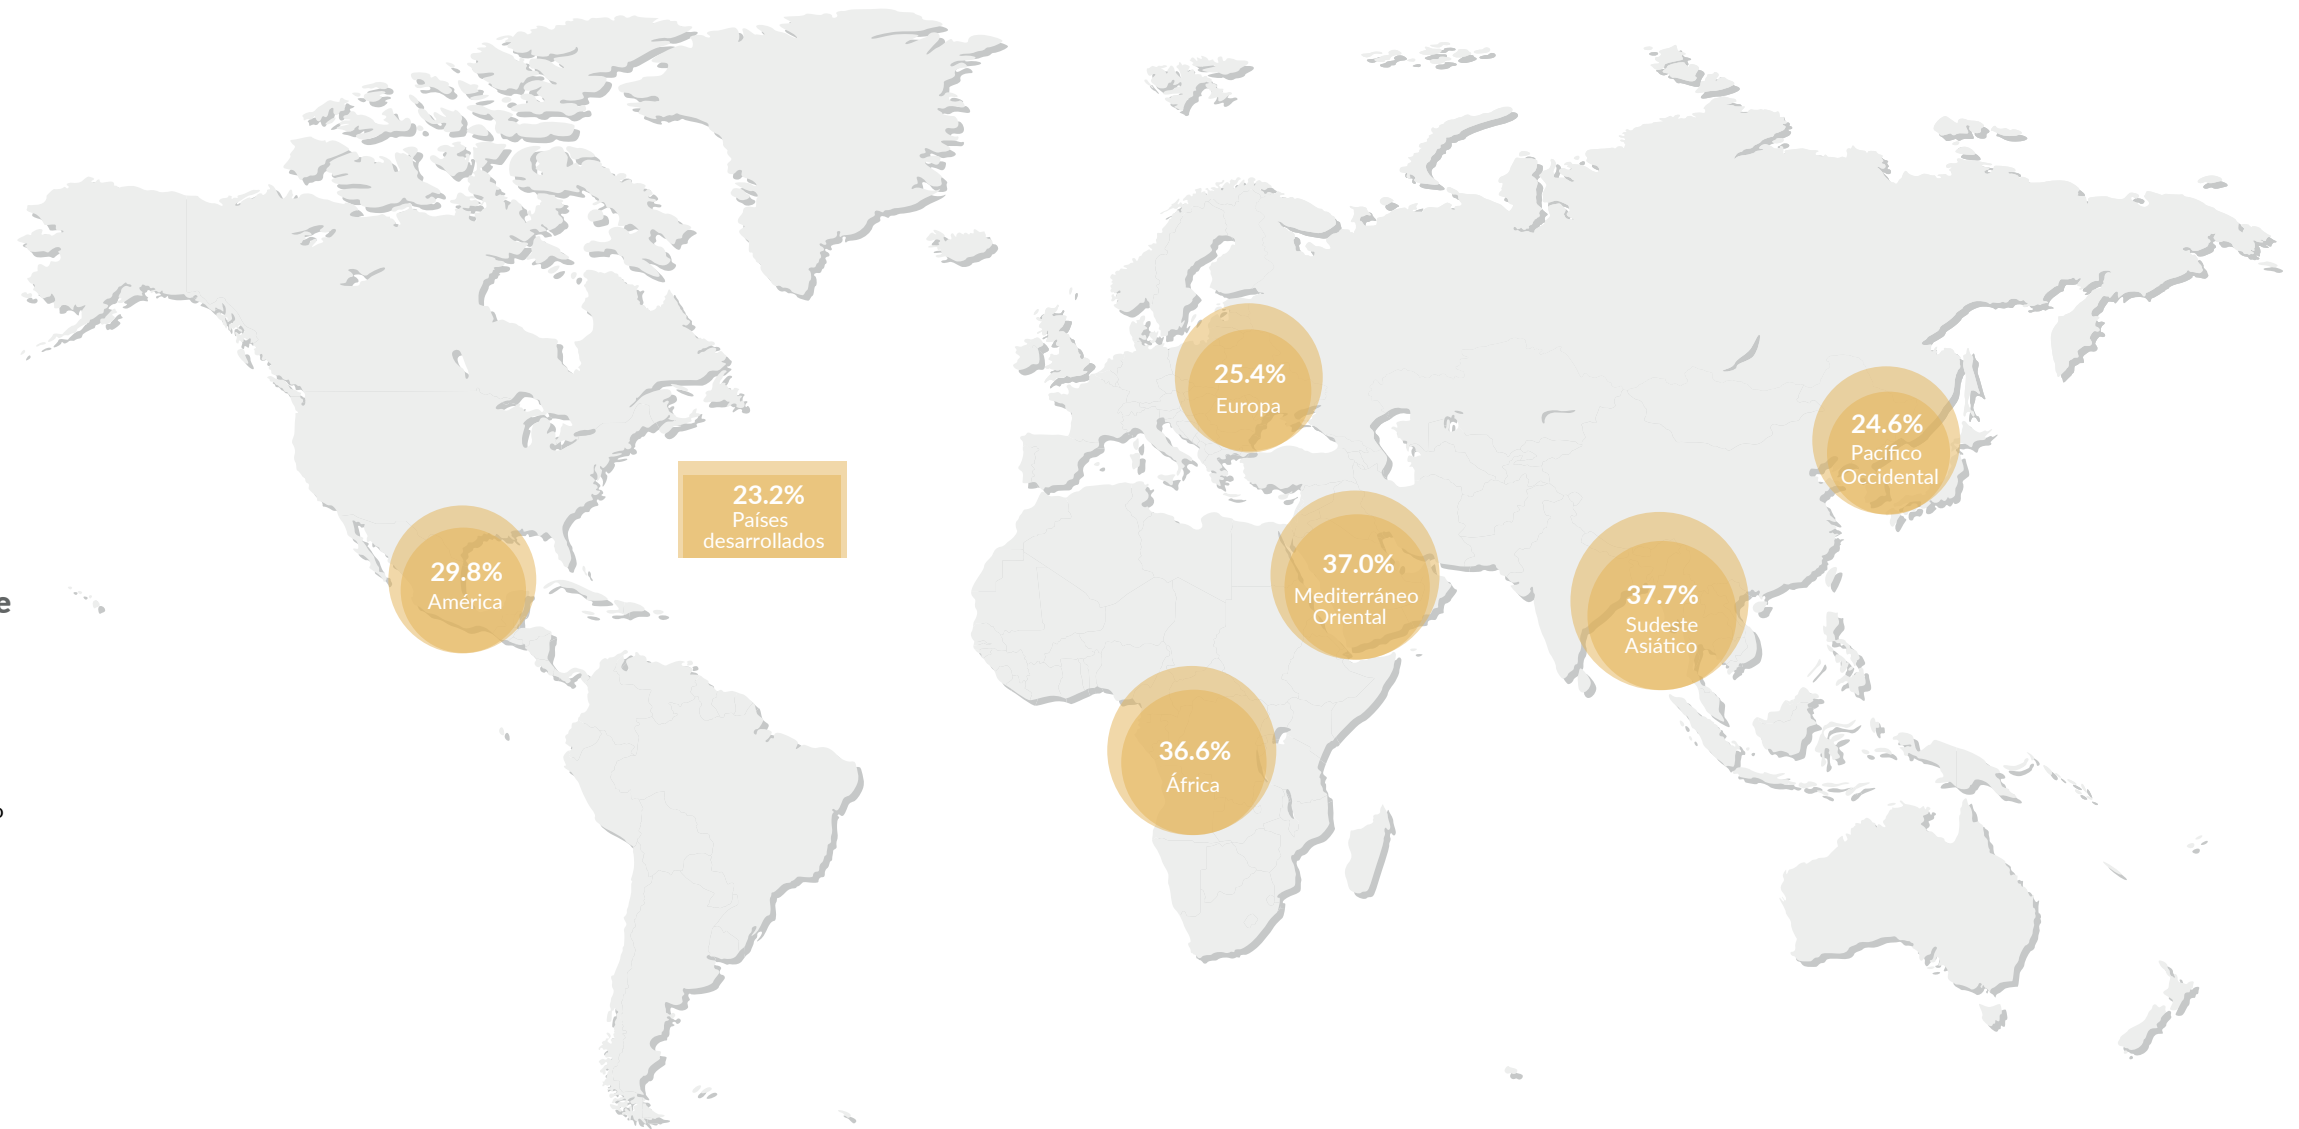 25.4%
Europa
24.6%
Pacífico
Occidental
23.2%
Países
desarrollados
29.8%
América
37.0%
Mediterráneo
Oriental
37.7%
Sudeste
Asiático
e
36.6%
África